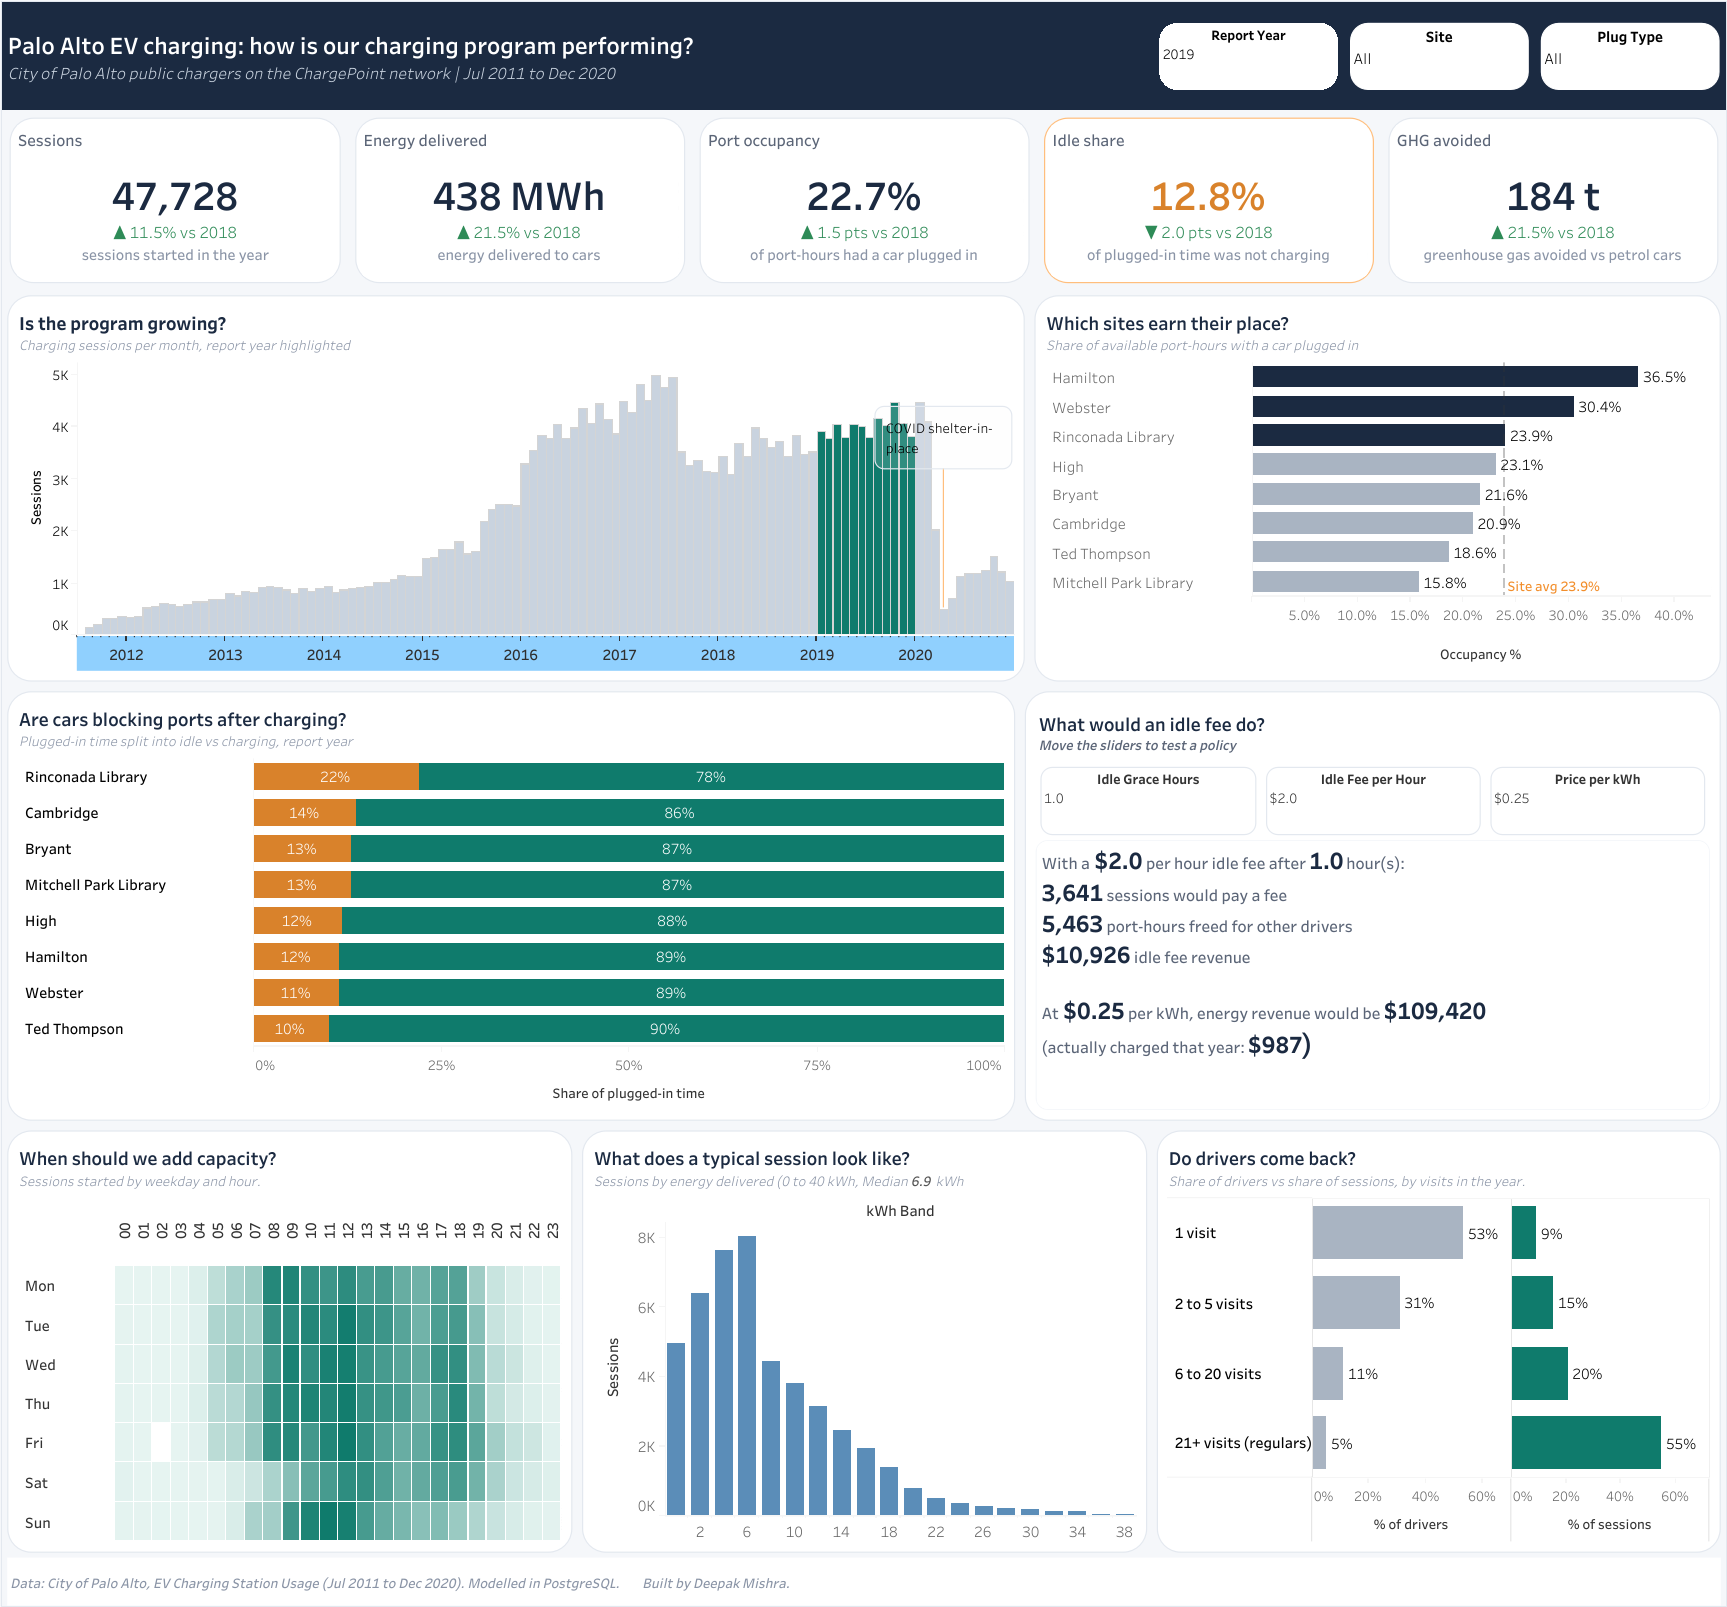 Palo Alto EV charging: how is our charging program performing?
City of Palo Alto public chargers on the ChargePoint network | Jul 2011 to Dec 2020
Report Year
2019
Site
All
Plug Type
All
Sessions
47,728
▲ 11.5% vs 2018
sessions started in the year
Energy delivered
438 MWh
▲ 21.5% vs 2018
energy delivered to cars
Port occupancy
22.7%
▲ 1.5 pts vs 2018
of port-hours had a car plugged in
Idle share
12.8%
▼ 2.0 pts vs 2018
of plugged-in time was not charging
GHG avoided
184 t
▲ 21.5% vs 2018
greenhouse gas avoided vs petrol cars
Is the program growing?
Charging sessions per month, report year highlighted
Sessions
5K
4K
3K
2K
1K
0K
COVID shelter-in-
place
2012 2013 2014 2015 2016 2017 2018 2019 2020
Which sites earn their place?
Share of available port-hours with a car plugged in
Hamilton 36.5%
Webster 30.4%
Rinconada Library 23.9%
High 23.1%
Bryant 21.6%
Cambridge 20.9%
Ted Thompson 18.6%
Mitchell Park Library 15.8%
Site avg 23.9%
5.0% 10.0% 15.0% 20.0% 25.0% 30.0% 35.0% 40.0%
Occupancy %
Are cars blocking ports after charging?
Plugged-in time split into idle vs charging, report year
Rinconada Library 22% 78%
Cambridge 14% 86%
Bryant 13% 87%
Mitchell Park Library 13% 87%
High 12% 88%
Hamilton 12% 89%
Webster 11% 89%
Ted Thompson 10% 90%
0% 25% 50% 75% 100%
Share of plugged-in time
What would an idle fee do?
Move the sliders to test a policy
Idle Grace Hours
1.0
Idle Fee per Hour
$2.0
Price per kWh
$0.25
With a $2.0 per hour idle fee after 1.0 hour(s):
3,641 sessions would pay a fee
5,463 port-hours freed for other drivers
$10,926 idle fee revenue
At $0.25 per kWh, energy revenue would be $109,420
(actually charged that year: $987)
When should we add capacity?
Sessions started by weekday and hour.
00 01 02 03 04 05 06 07 08 09 10 11 12 13 14 15 16 17 18 19 20 21 22 23
Mon
Tue
Wed
Thu
Fri
Sat
Sun
What does a typical session look like?
Sessions by energy delivered (0 to 40 kWh, Median 6.9 kWh
kWh Band
Sessions
8K
6K
4K
2K
0K
2 6 10 14 18 22 26 30 34 38
Do drivers come back?
Share of drivers vs share of sessions, by visits in the year.
1 visit 53% 9%
2 to 5 visits 31% 15%
6 to 20 visits 11% 20%
21+ visits (regulars) 5% 55%
0% 20% 40% 60% 0% 20% 40% 60%
% of drivers % of sessions
Data: City of Palo Alto, EV Charging Station Usage (Jul 2011 to Dec 2020). Modelled in PostgreSQL. Built by Deepak Mishra.